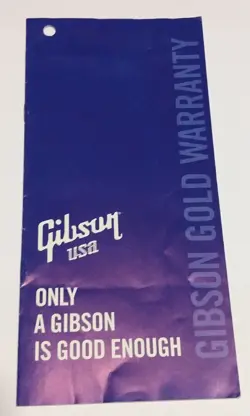 GIBSON GOLD WARRANTY
Gibson
USA
ONLY
A GIBSON
IS GOOD ENOUGH